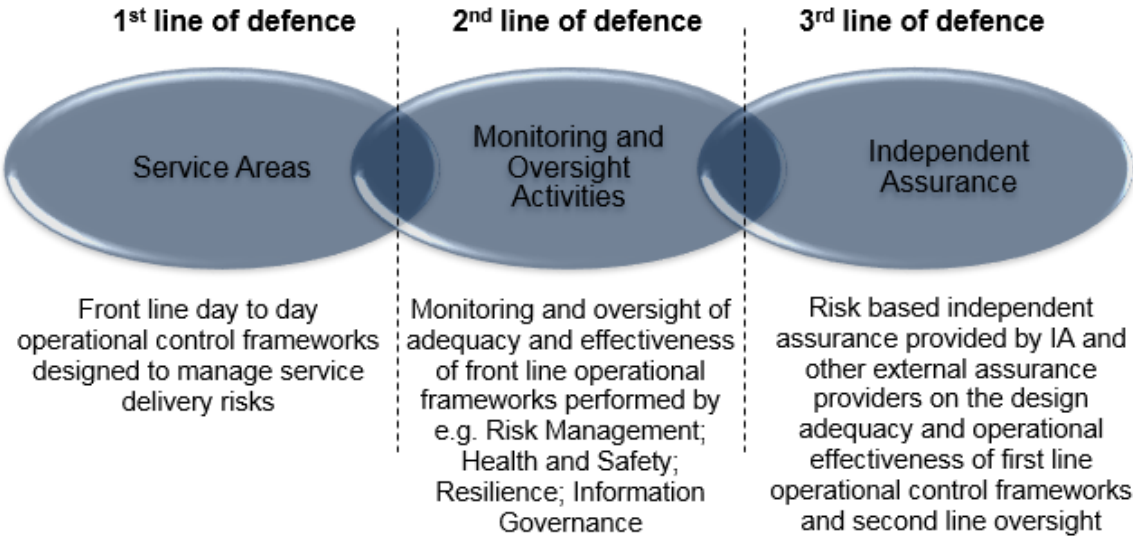 1st line of defence
2nd line of defence
3rd line of defence
Service Areas
Monitoring and
Oversight
Activities
Independent
Assurance
Front line day to day
operational control frameworks
designed to manage service
delivery risks
Monitoring and oversight of
adequacy and effectiveness
of front line operational
frameworks performed by
e.g. Risk Management;
Health and Safety;
Resilience; Information
Governance
Risk based independent
assurance provided by IA and
other external assurance
providers on the design
adequacy and operational
effectiveness of first line
operational control frameworks
and second line oversight